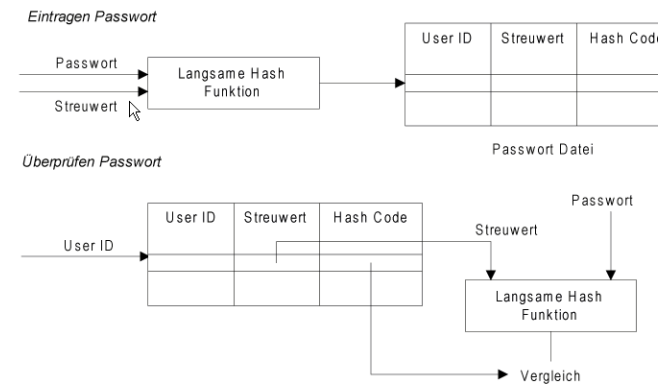 Eintragen Passwort
User ID Streuwert Hash Code
Passwort
Langsame Hash
Funktion
Streuwert
Passwort Datei
Überprüfen Passwort
Passwort
User ID Streuwert Hash Code
Streuwert
User ID
Langsame Hash
Funktion
Vergleich